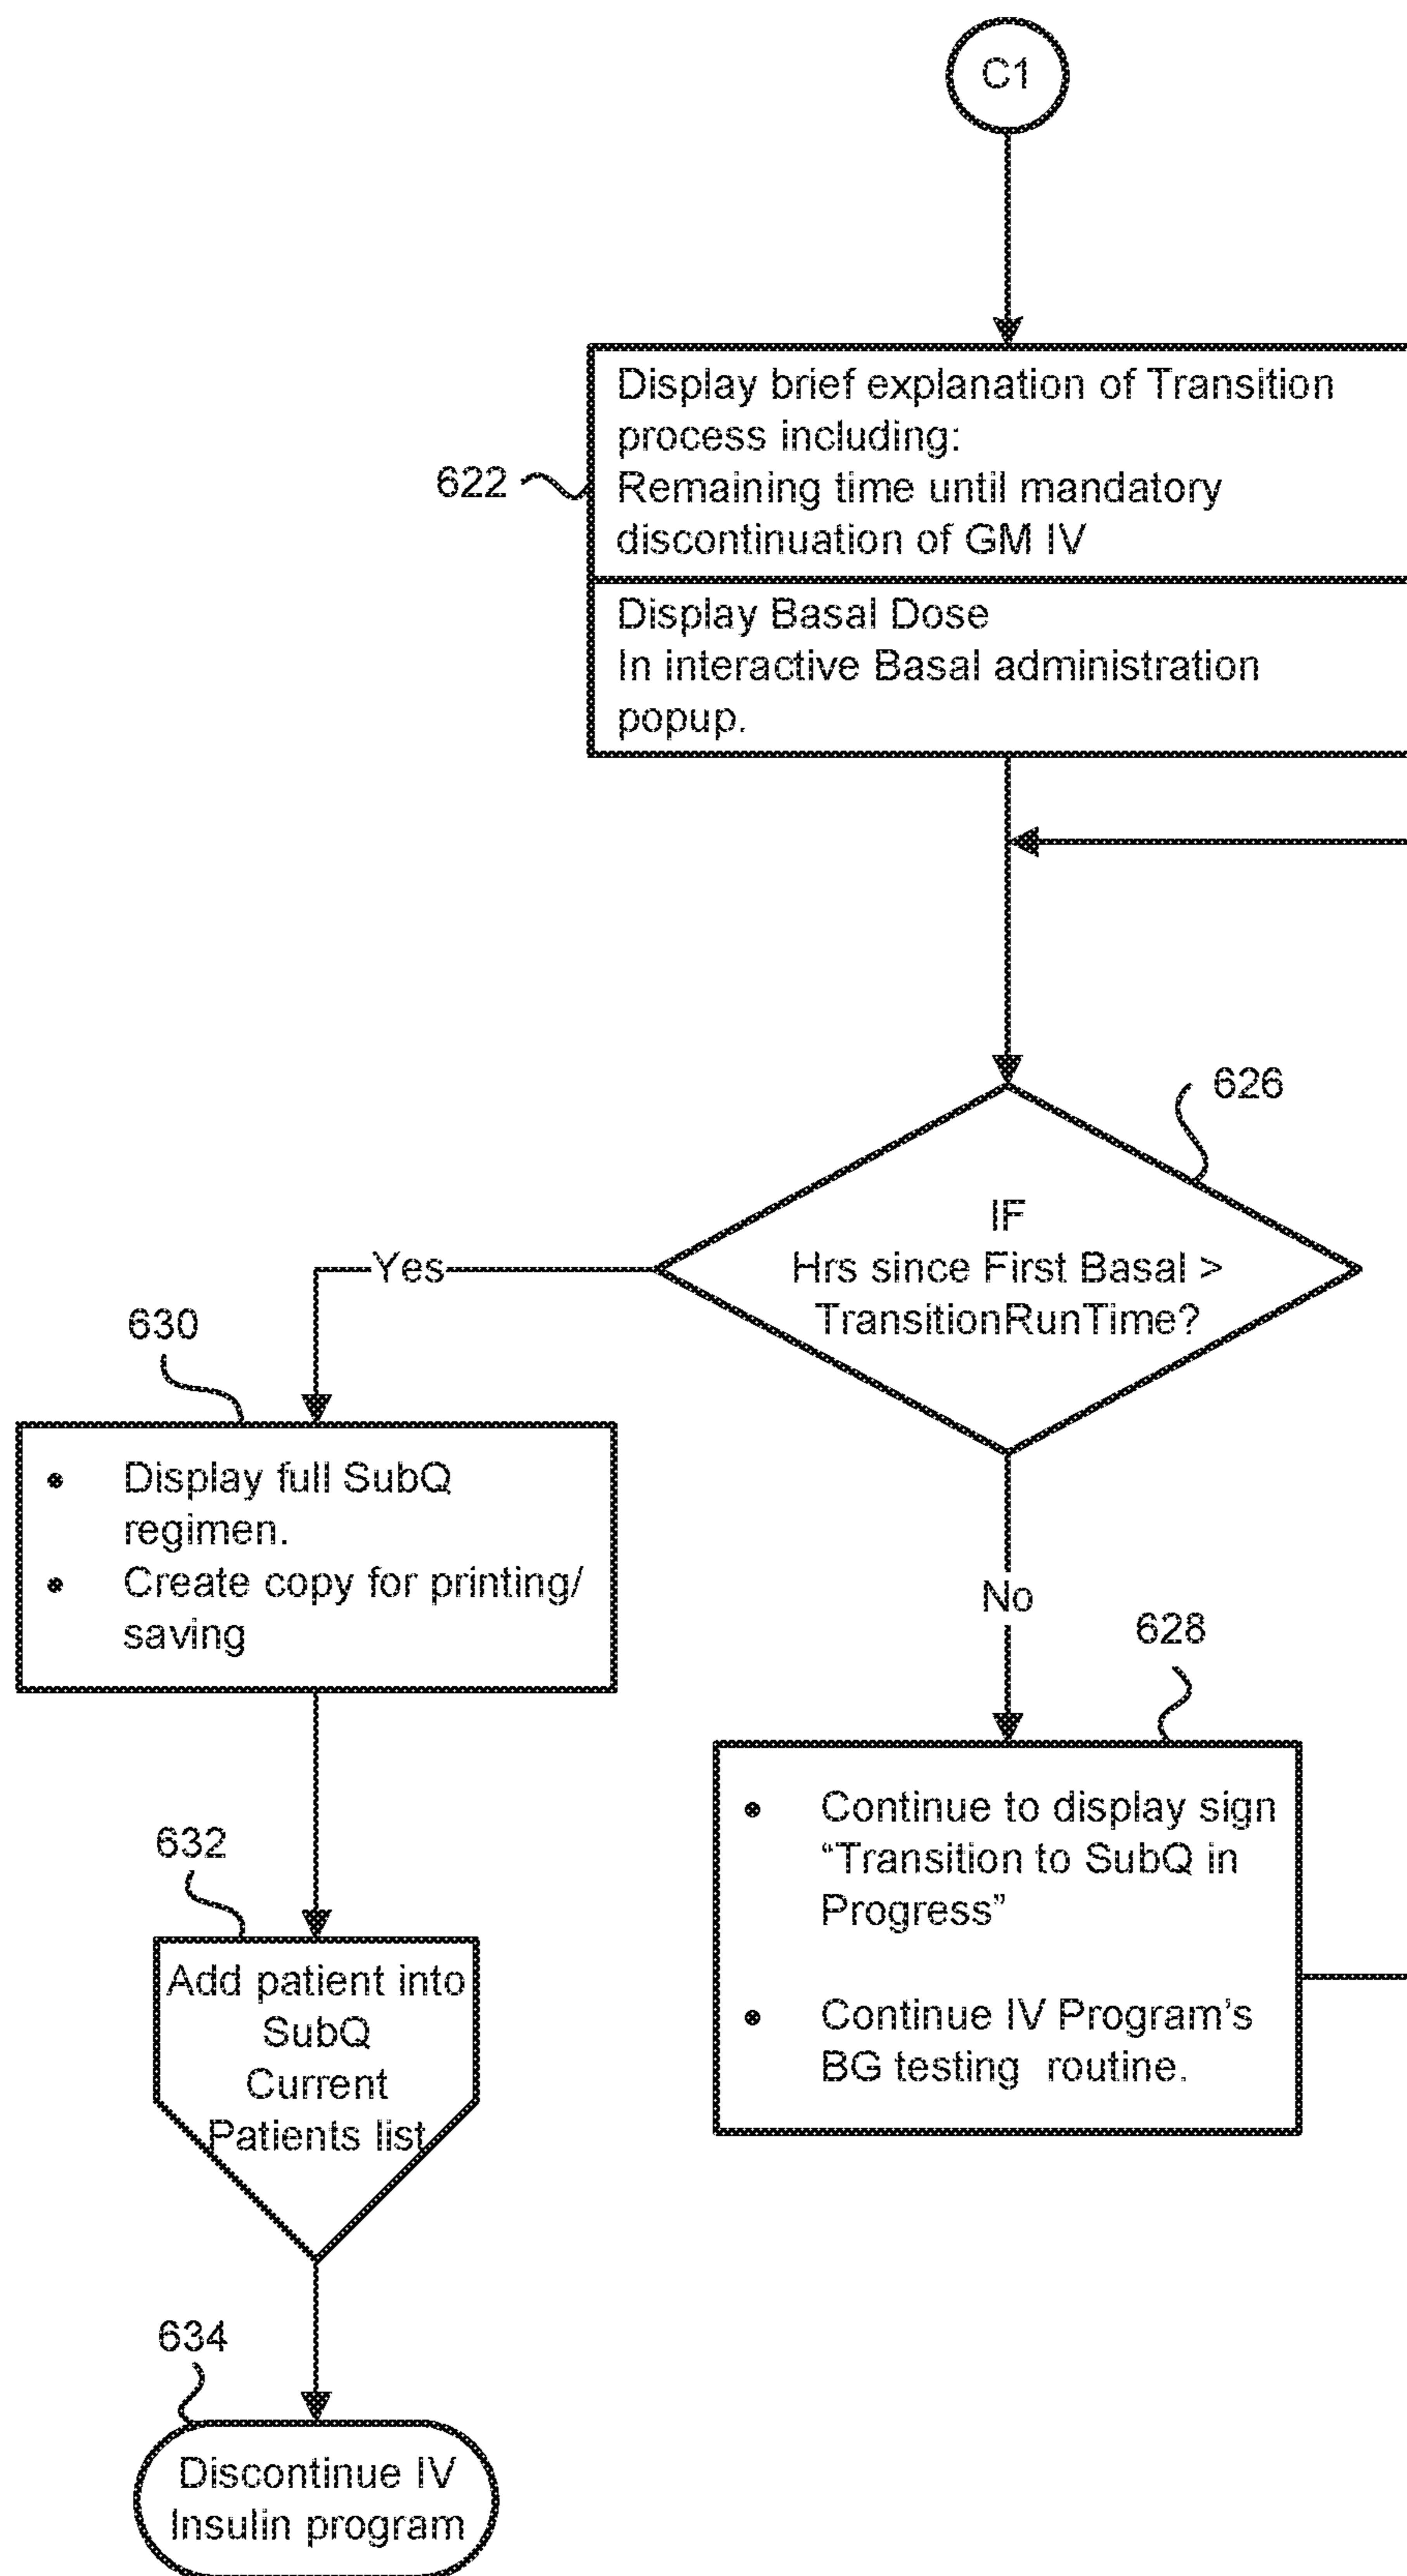 C1
Display brief explanation of Transition
process including:
622
Remaining time until mandatory
discontinuation of GM IV
Display Basal Dose
In interactive Basal administration
popup.
626
IF
Hrs since First Basal >
TransitionRunTime?
Yes
630
• Display full SubQ
regimen.
• Create copy for printing/
saving
No
628
• Continue to display sign
“Transition to SubQ in
Progress”
• Continue IV Program’s
BG testing routine.
632
Add patient into
SubQ
Current
Patients list
634
Discontinue IV
Insulin program